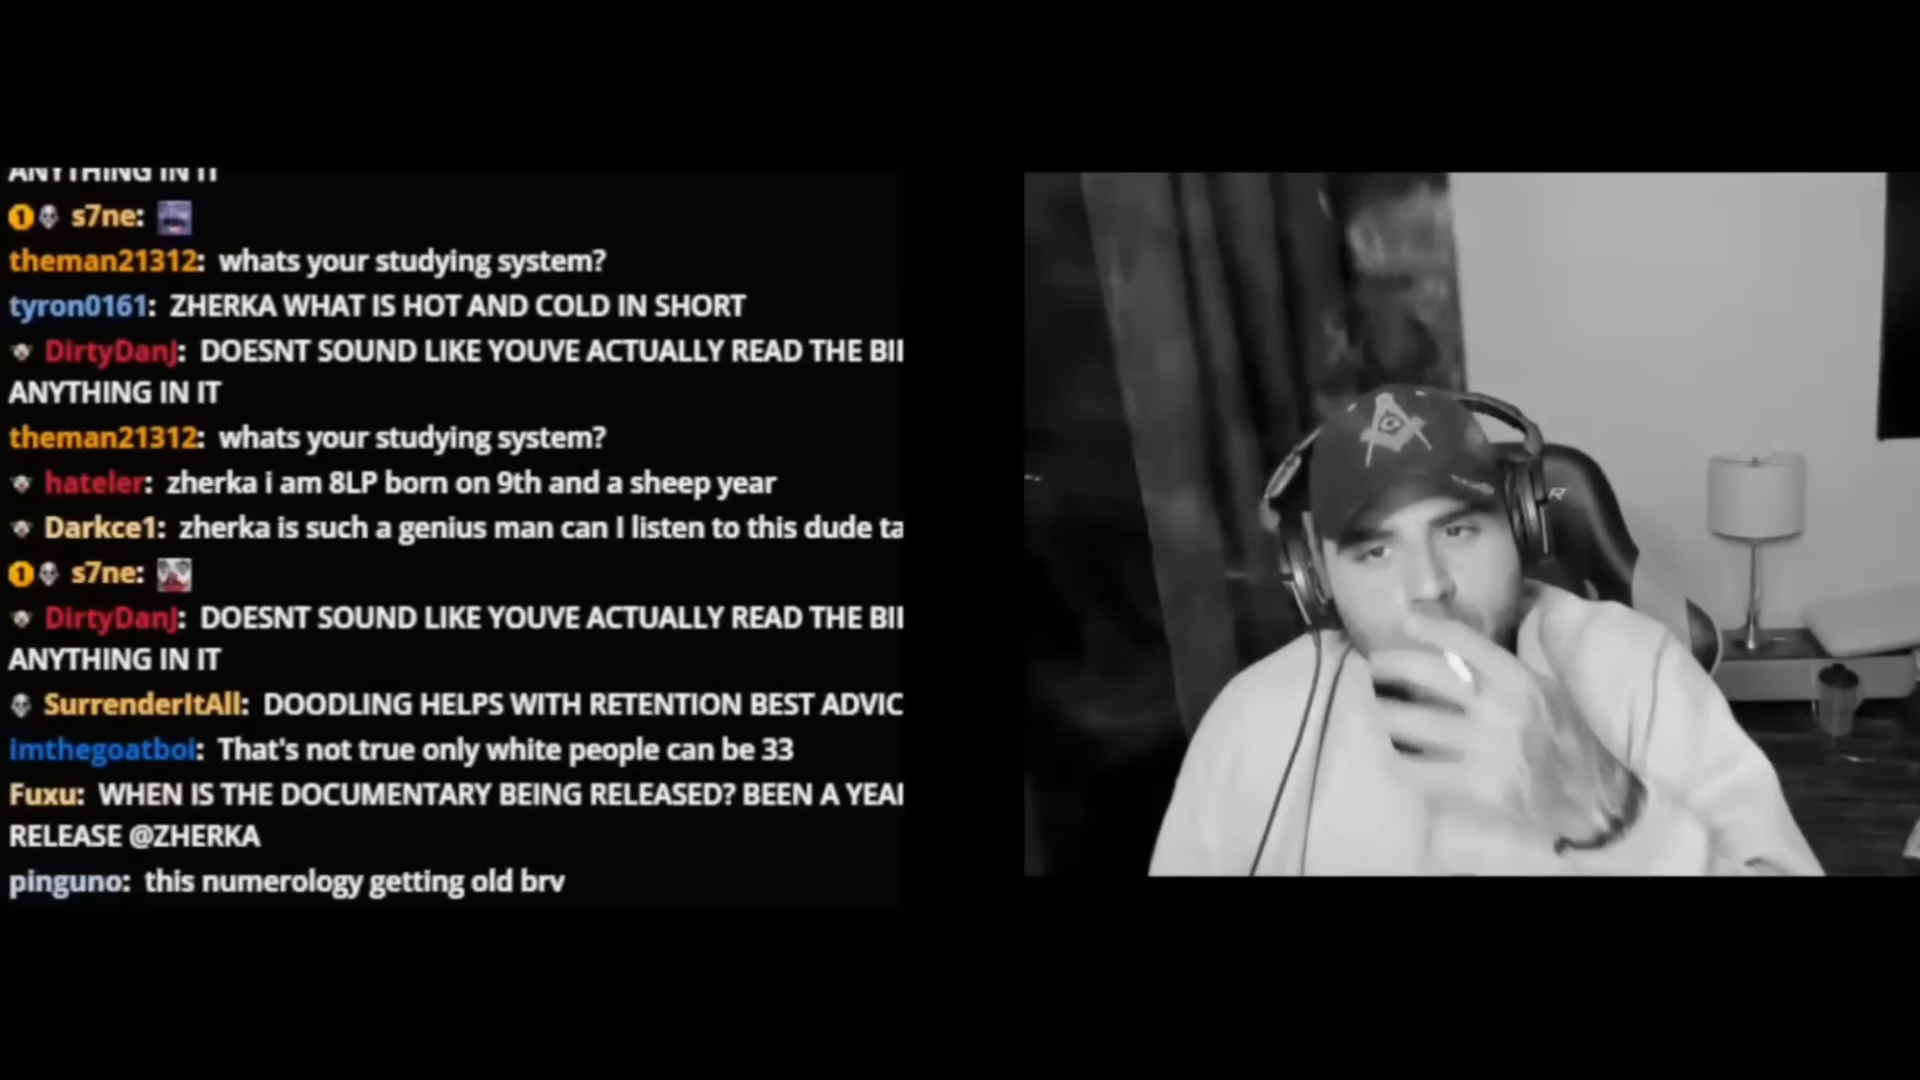 ANYTHING IN IT
s7ne:
theman21312: whats your studying system?
tyron0161: ZHERKA WHAT IS HOT AND COLD IN SHORT
DirtyDanJ: DOESNT SOUND LIKE YOUVE ACTUALLY READ THE
ANYTHING IN IT
theman21312: whats your studying system?
hateler: zherka i am 8LP born on 9th and a sheep year
Darkce1: zherka is such a genius man can I listen to this dude ta
s7ne:
DirtyDanJ: DOESNT SOUND LIKE YOUVE ACTUALLY READ THE
ANYTHING IN IT
SurrenderItAll: DOODLING HELPS WITH RETENTION BEST ADVIC
imthegoatboi: That's not true only white people can be 33
Fuxu: WHEN IS THE DOCUMENTARY BEING RELEASED? BEEN A YEA
RELEASE @ZHERKA
pinguno: this numerology getting old brv